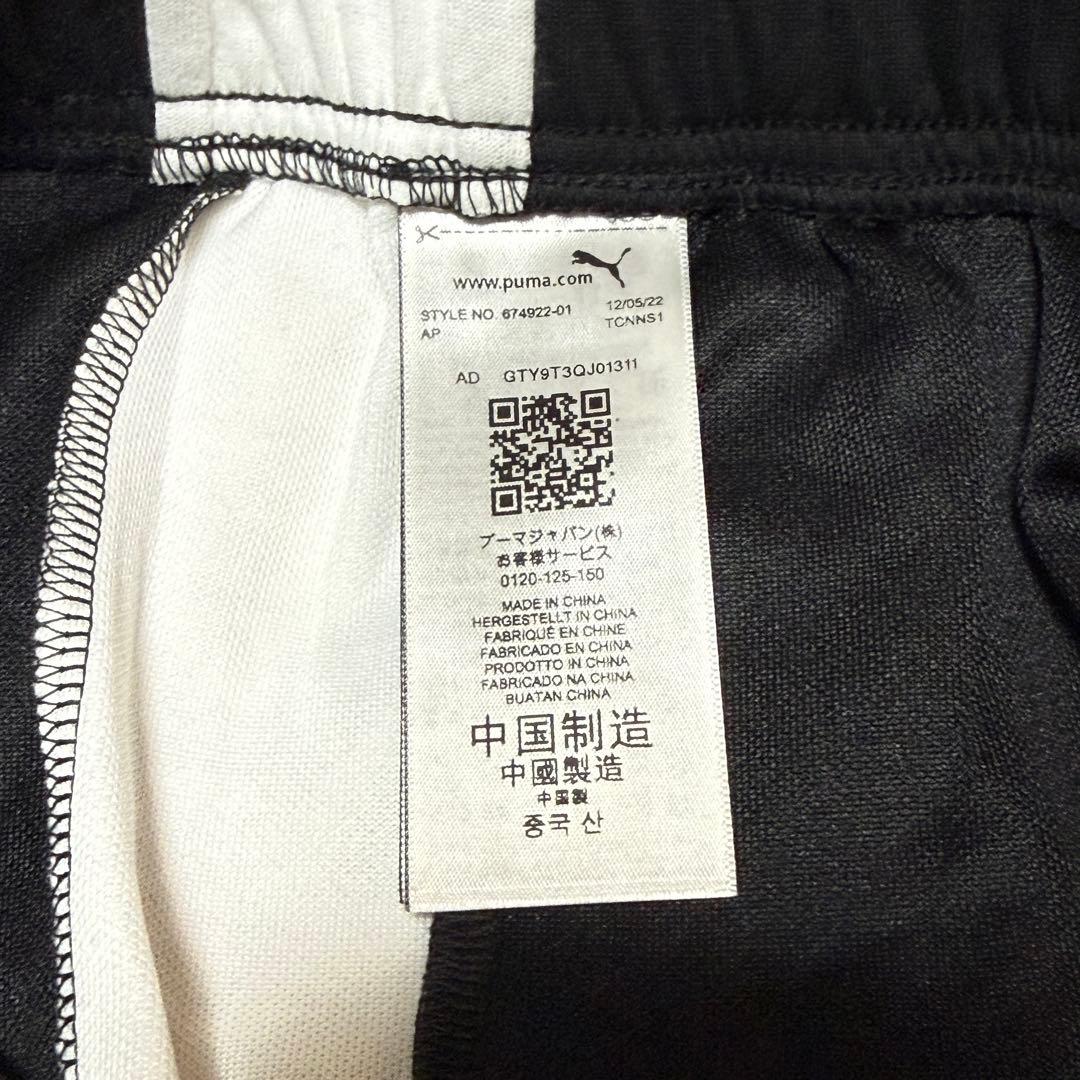 www.puma.com
STYLE NO. 674922-01 12/05/22
AP TCNNS1
AD GTY9T3QJ01311
プーマジャパン(株)
お客様サービス
0120-125-150
MADE IN CHINA
HERGESTELLT IN CHINA
FABRIQUÉ EN CHINE
FABRICADO EN CHINA
PRODOTTO IN CHINA
FABRICADO NA CHINA
BUATAN CHINA
中国制造
中國製造
中国製
중국 산